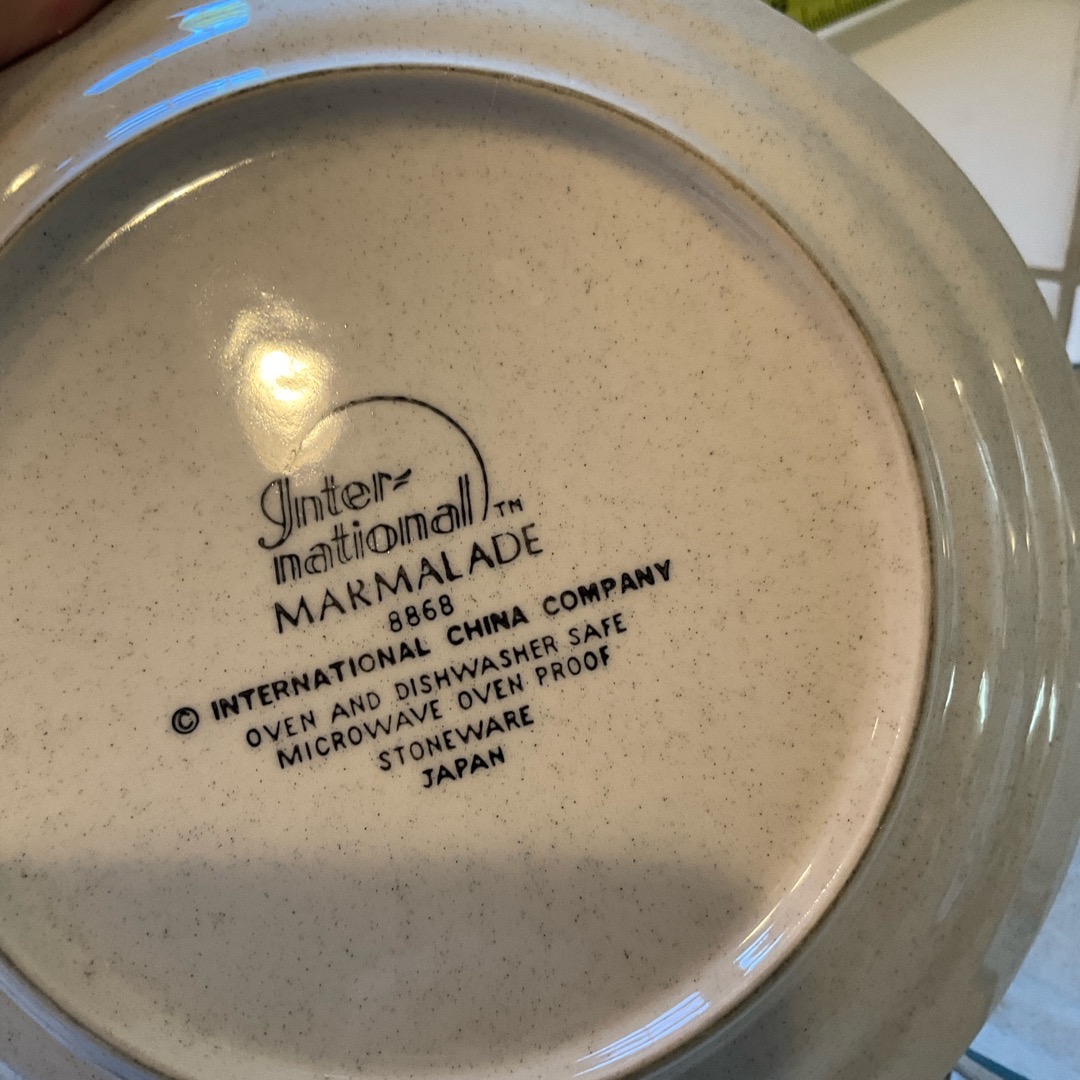 Inter-
national™
MARMALADE
8868
© INTERNATIONAL CHINA COMPANY
OVEN AND DISHWASHER SAFE
MICROWAVE OVEN PROOF
STONEWARE
JAPAN